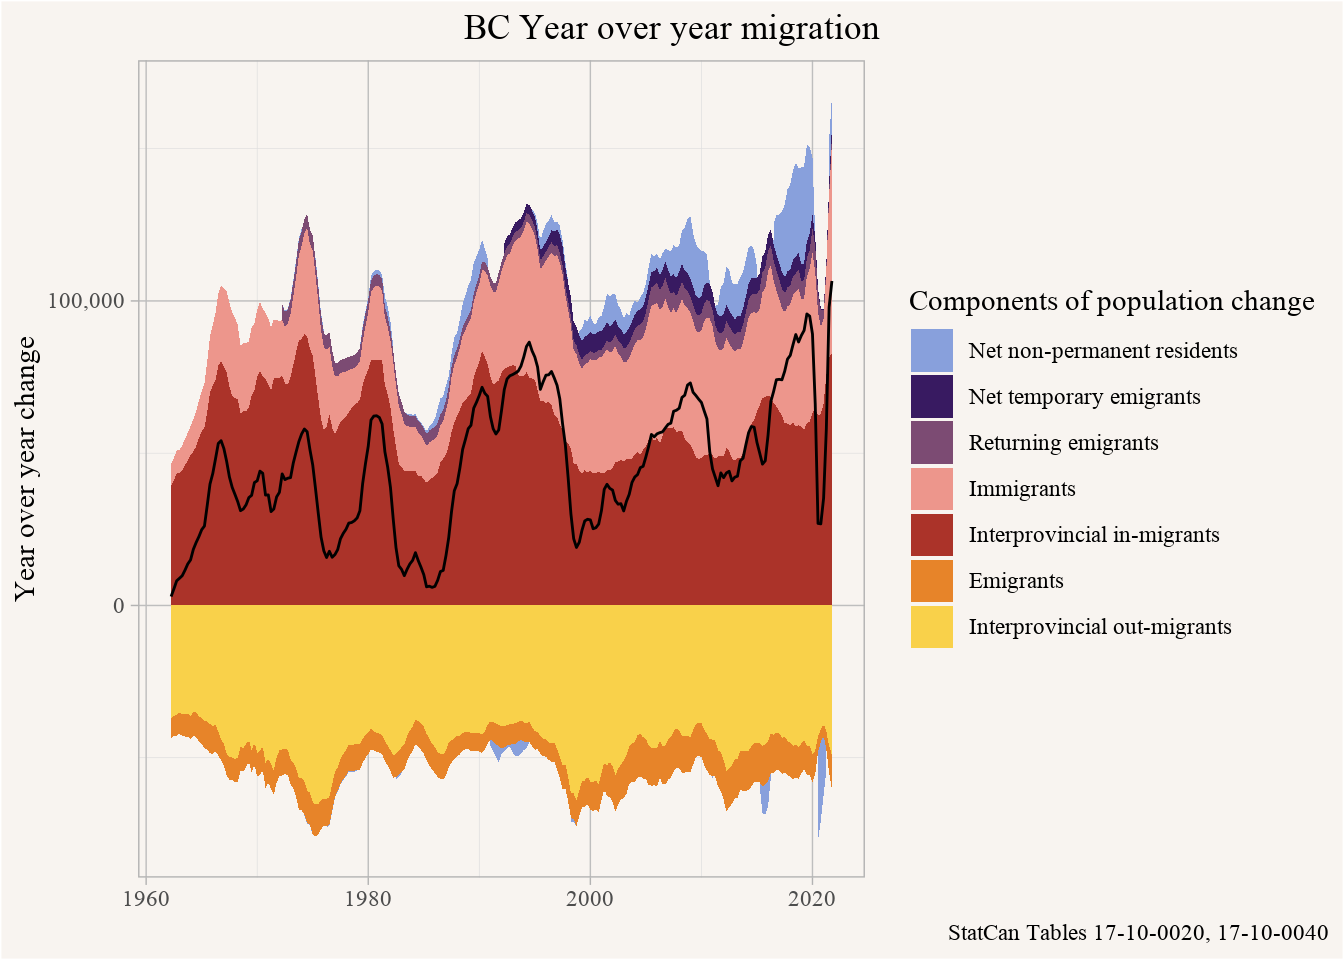 BC Year over year migration
Year over year change
100,000
0
1960
1980
2000
2020
Components of population change
Net non-permanent residents
Net temporary emigrants
Returning emigrants
Immigrants
Interprovincial in-migrants
Emigrants
Interprovincial out-migrants
StatCan Tables 17-10-0020, 17-10-0040